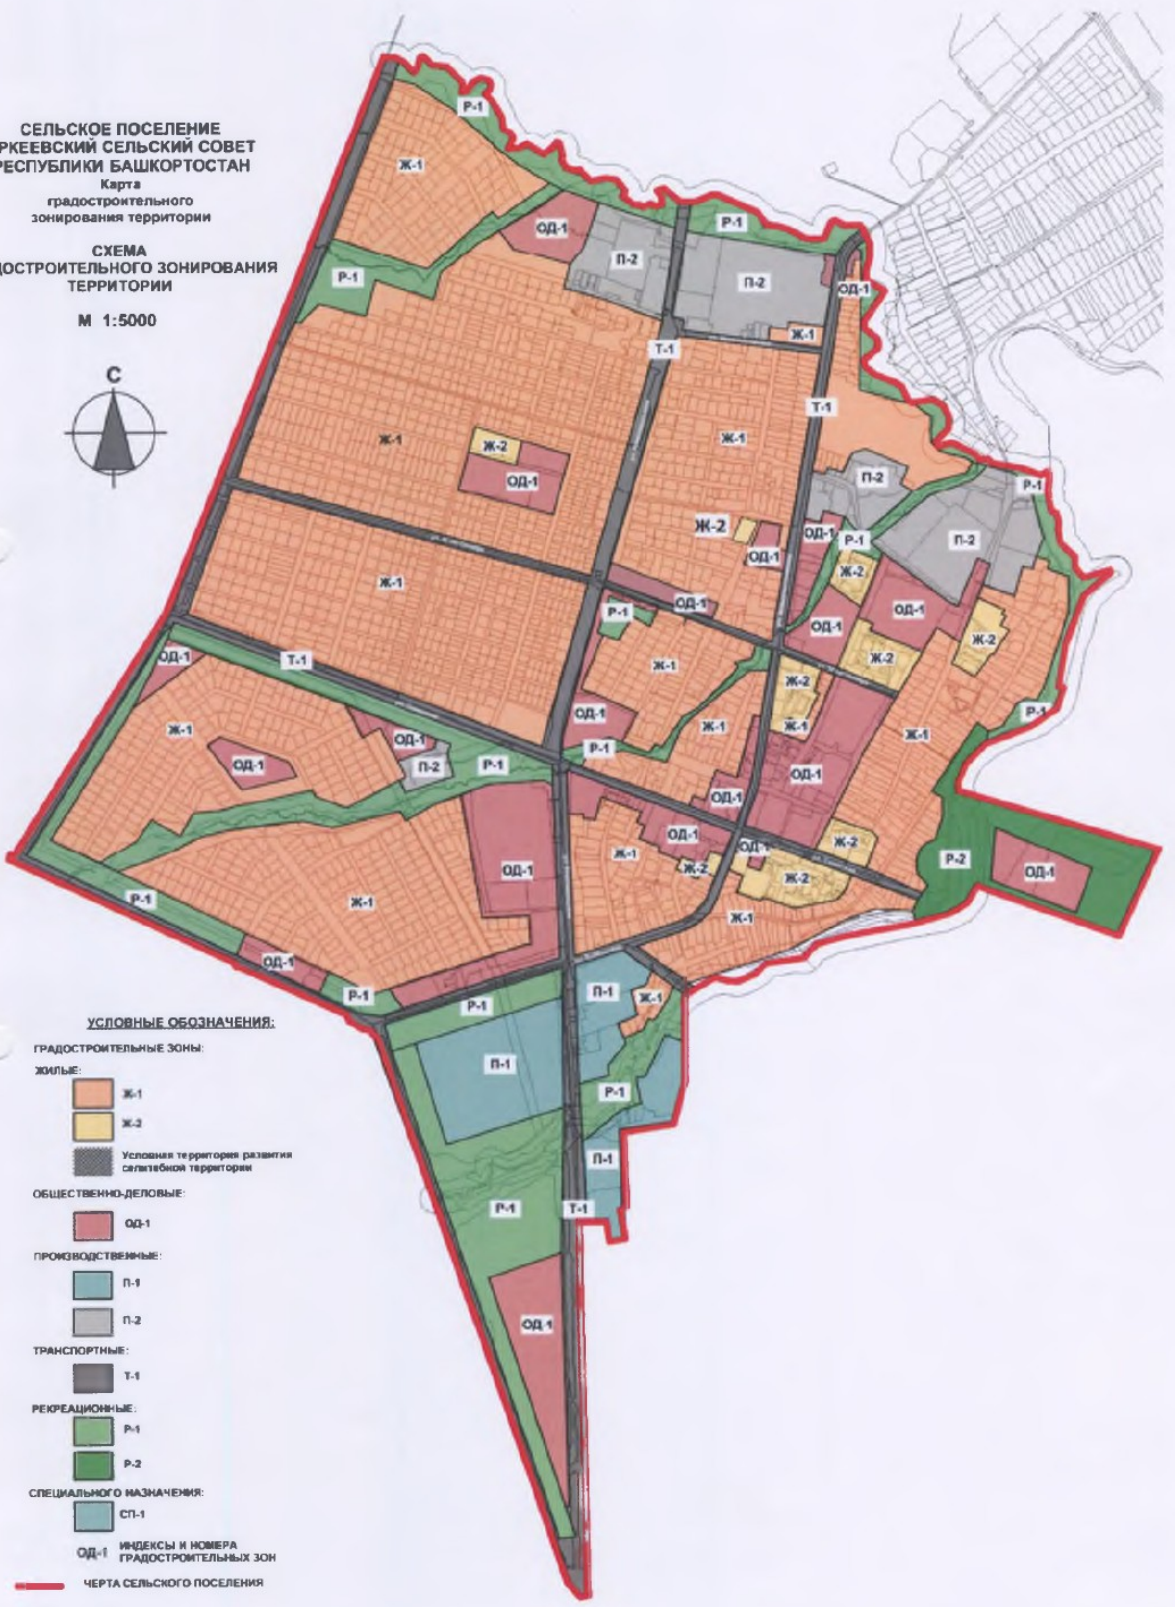 СЕЛЬСКОЕ ПОСЕЛЕНИЕ
РКЕЕВСКИЙ СЕЛЬСКИЙ СОВЕТ
РЕСПУБЛИКИ БАШКОРТОСТАН
Карта
градостроительного
зонирования территории
СХЕМА
ДОСТРОИТЕЛЬНОГО ЗОНИРОВАНИЯ
ТЕРРИТОРИИ
М 1:5000
С
Р-1
Ж-1
ОД-1
Р-1
П-2
Р-1
П-2
ОД-1
Ж-1
Т-1
Т-1
Ж-1
Ж-2
ОД-1
Ж-1
П-2
Р-1
Ж-2
ОД-1
ОД-1
Р-1
П-2
Ж-2
Ж-1
Р-1
ОД-1
ОД-1
ОД-1
Ж-2
ОД-1
Т-1
Ж-1
Ж-2
Ж-2
Ж-1
ОД-1
ОД-1
П-2
Р-1
ОД-1
Р-1
Ж-1
Ж-1
Р-1
Ж-1
ОД-1
ОД-1
ОД-1
ОД-1
Ж-1
ОД-1
Ж-2
Ж-2
Ж-2
Р-2
ОД-1
ОД-1
Ж-1
Р-1
Ж-1
ОД-1
Р-1
Р-1
П-1
Ж-1
П-1
Р-1
П-1
Р-1
Т-1
ОД-1
УСЛОВНЫЕ ОБОЗНАЧЕНИЯ:
ГРАДОСТРОИТЕЛЬНЫЕ ЗОНЫ:
ЖИЛЫЕ:
Ж-1
Ж-2
Условная территория развития
селитебной территории
ОБЩЕСТВЕННО-ДЕЛОВЫЕ:
ОД-1
ПРОИЗВОДСТВЕННЫЕ:
П-1
П-2
ТРАНСПОРТНЫЕ:
Т-1
РЕКРЕАЦИОННЫЕ:
Р-1
Р-2
СПЕЦИАЛЬНОГО НАЗНАЧЕНИЯ:
СП-1
ОД-1 ИНДЕКСЫ И НОМЕРА
ГРАДОСТРОИТЕЛЬНЫХ ЗОН
ЧЕРТА СЕЛЬСКОГО ПОСЕЛЕНИЯ